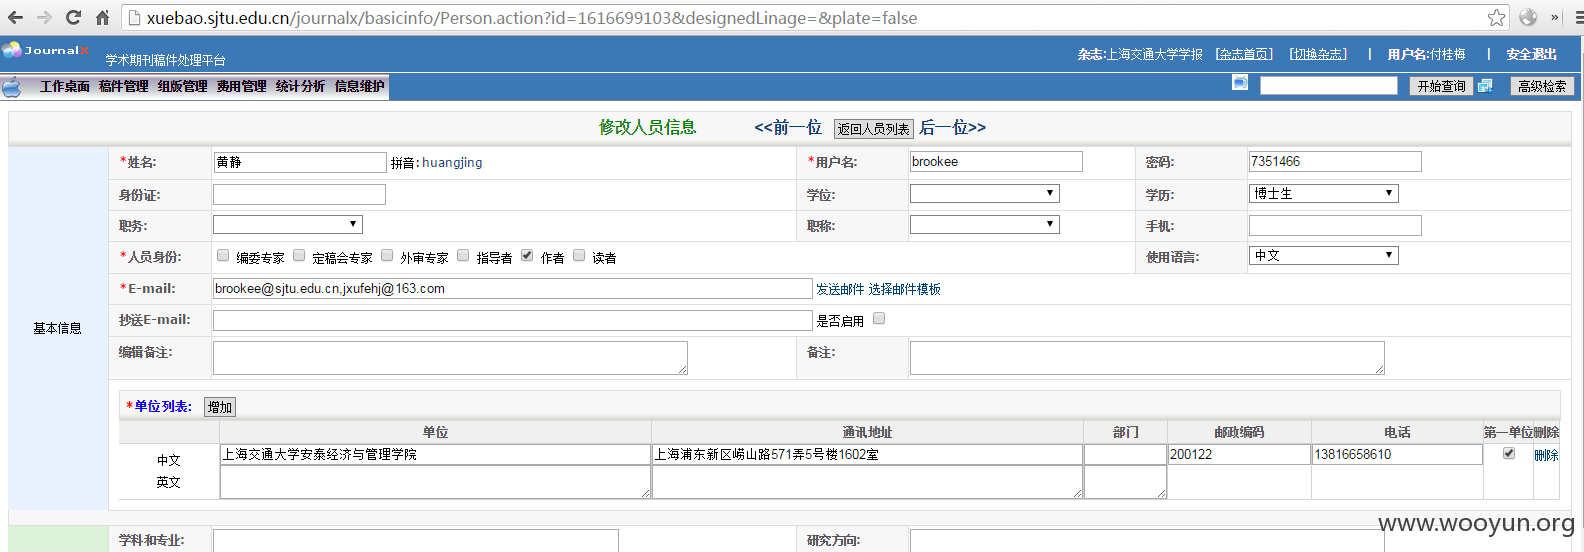 xuebao.sjtu.edu.cn/journalx/basicinfo/Person.action?id=1616699103&designedLinage=&plate=false
JournalX 学术期刊稿件处理平台 杂志:上海交通大学学报 [杂志首页] [切换杂志] | 用户名:付桂梅 | 安全退出
工作桌面 稿件管理 组版管理 费用管理 统计分析 信息维护 开始查询 高级检索
修改人员信息 <<前一位 返回人员列表 后一位>>
基本信息
*姓名: 黄静 拼音: huangjing *用户名: brookee 密码: 7351466
身份证: 学位: 学历: 博士生
职务: 职称: 手机:
*人员身份: 编委专家 定稿会专家 外审专家 指导者 作者 读者 使用语言: 中文
*E-mail: brookee@sjtu.edu.cn,jxufehj@163.com 发送邮件 选择邮件模板
抄送E-mail: 是否启用
编辑备注: 备注:
*单位列表: 增加
单位 通讯地址 部门 邮政编码 电话 第一单位 删除
中文 上海交通大学安泰经济与管理学院 上海浦东新区崂山路571弄5号楼1602室 200122 13816658610 删除
英文
学科和专业: 研究方向:
www.wooyun.org